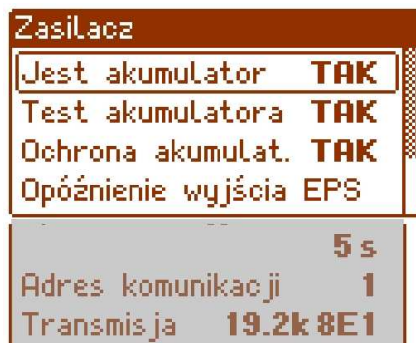 Zasilacz
Jest akumulator TAK
Test akumulatora TAK
Ochrona akumulat. TAK
Opóźnienie wyjścia EPS
5 s
Adres komunikacji 1
Transmisja 19.2k 8E1